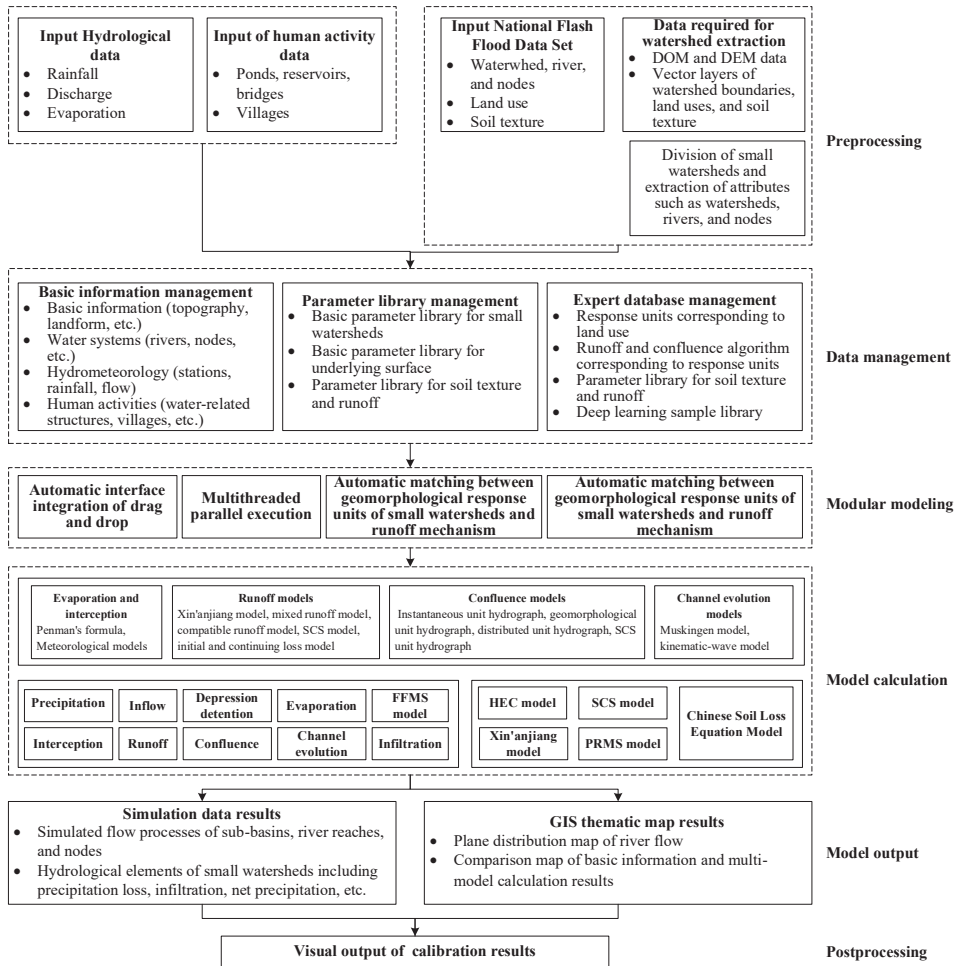 Input Hydrological
data
• Rainfall
• Discharge
• Evaporation
Input of human activity
data
• Ponds, reservoirs,
bridges
• Villages
Input National Flash
Flood Data Set
• Waterwhed, river,
and nodes
• Land use
• Soil texture
Data required for
watershed extraction
• DOM and DEM data
• Vector layers of
watershed boundaries,
land uses, and soil
texture
Division of small
watersheds and
extraction of attributes
such as watersheds,
rivers, and nodes
Preprocessing
Basic information management
• Basic information (topography,
landform, etc.)
• Water systems (rivers, nodes,
etc.)
• Hydrometeorology (stations,
rainfall, flow)
• Human activities (water-related
structures, villages, etc.)
Parameter library management
• Basic parameter library for small
watersheds
• Basic parameter library for
underlying surface
• Parameter library for soil texture
and runoff
Expert database management
• Response units corresponding to
land use
• Runoff and confluence algorithm
corresponding to response units
• Parameter library for soil texture
and runoff
• Deep learning sample library
Data management
Automatic interface
integration of drag
and drop
Multithreaded
parallel execution
Automatic matching between
geomorphological response
units of small watersheds and
runoff mechanism
Automatic matching between
geomorphological response units of
small watersheds and runoff
mechanism
Modular modeling
Evaporation and
interception
Penman's formula,
Meteorological models
Runoff models
Xin'anjiang model, mixed runoff model,
compatible runoff model, SCS model,
initial and continuing loss model
Confluence models
Instantaneous unit hydrograph, geomorphological
unit hydrograph, distributed unit hydrograph, SCS
unit hydrograph
Channel evolution
models
Muskingen model,
kinematic-wave model
Precipitation
Inflow
Depression
detention
Evaporation
FFMS
model
Interception
Runoff
Confluence
Channel
evolution
Infiltration
HEC model
SCS model
Xin'anjiang
model
PRMS model
Chinese Soil Loss
Equation Model
Model calculation
Simulation data results
• Simulated flow processes of sub-basins, river reaches,
and nodes
• Hydrological elements of small watersheds including
precipitation loss, infiltration, net precipitation, etc.
GIS thematic map results
• Plane distribution map of river flow
• Comparison map of basic information and multi-
model calculation results
Model output
Visual output of calibration results
Postprocessing